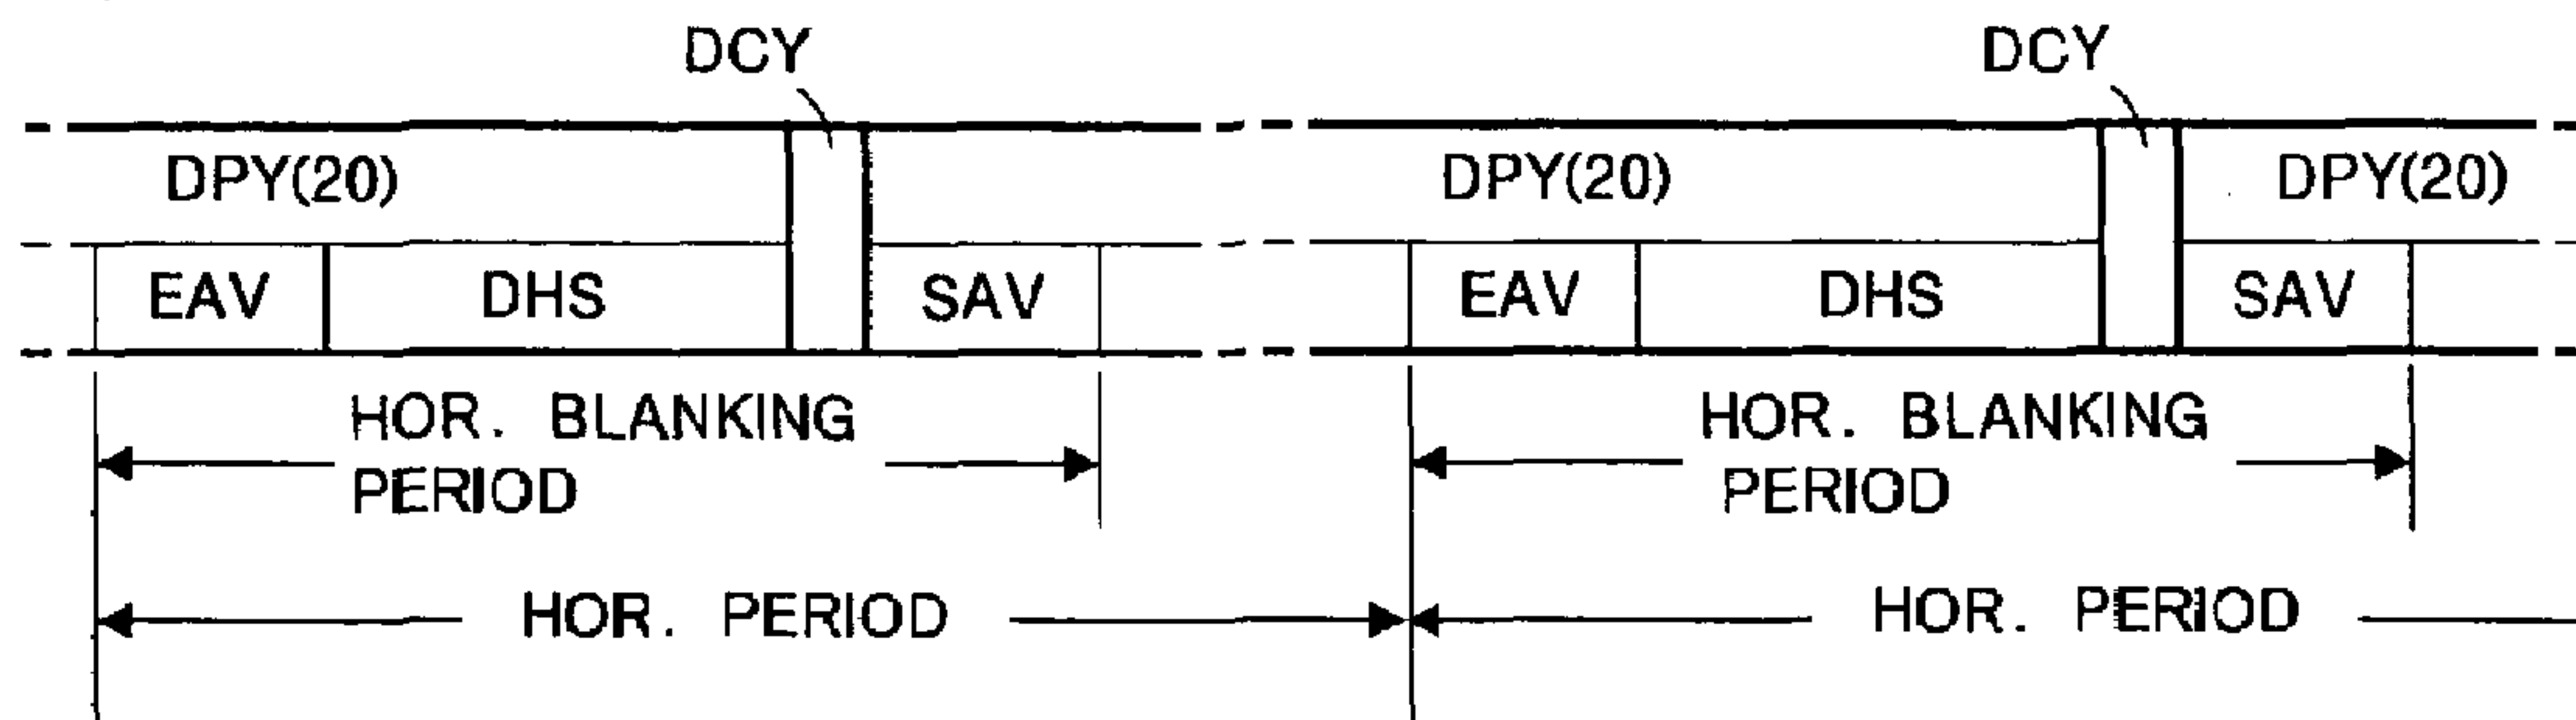 DCY DCY
DPY(20) DPY(20) DPY(20)
EAV DHS SAV EAV DHS SAV
HOR. BLANKING HOR. BLANKING
PERIOD PERIOD
HOR. PERIOD HOR. PERIOD